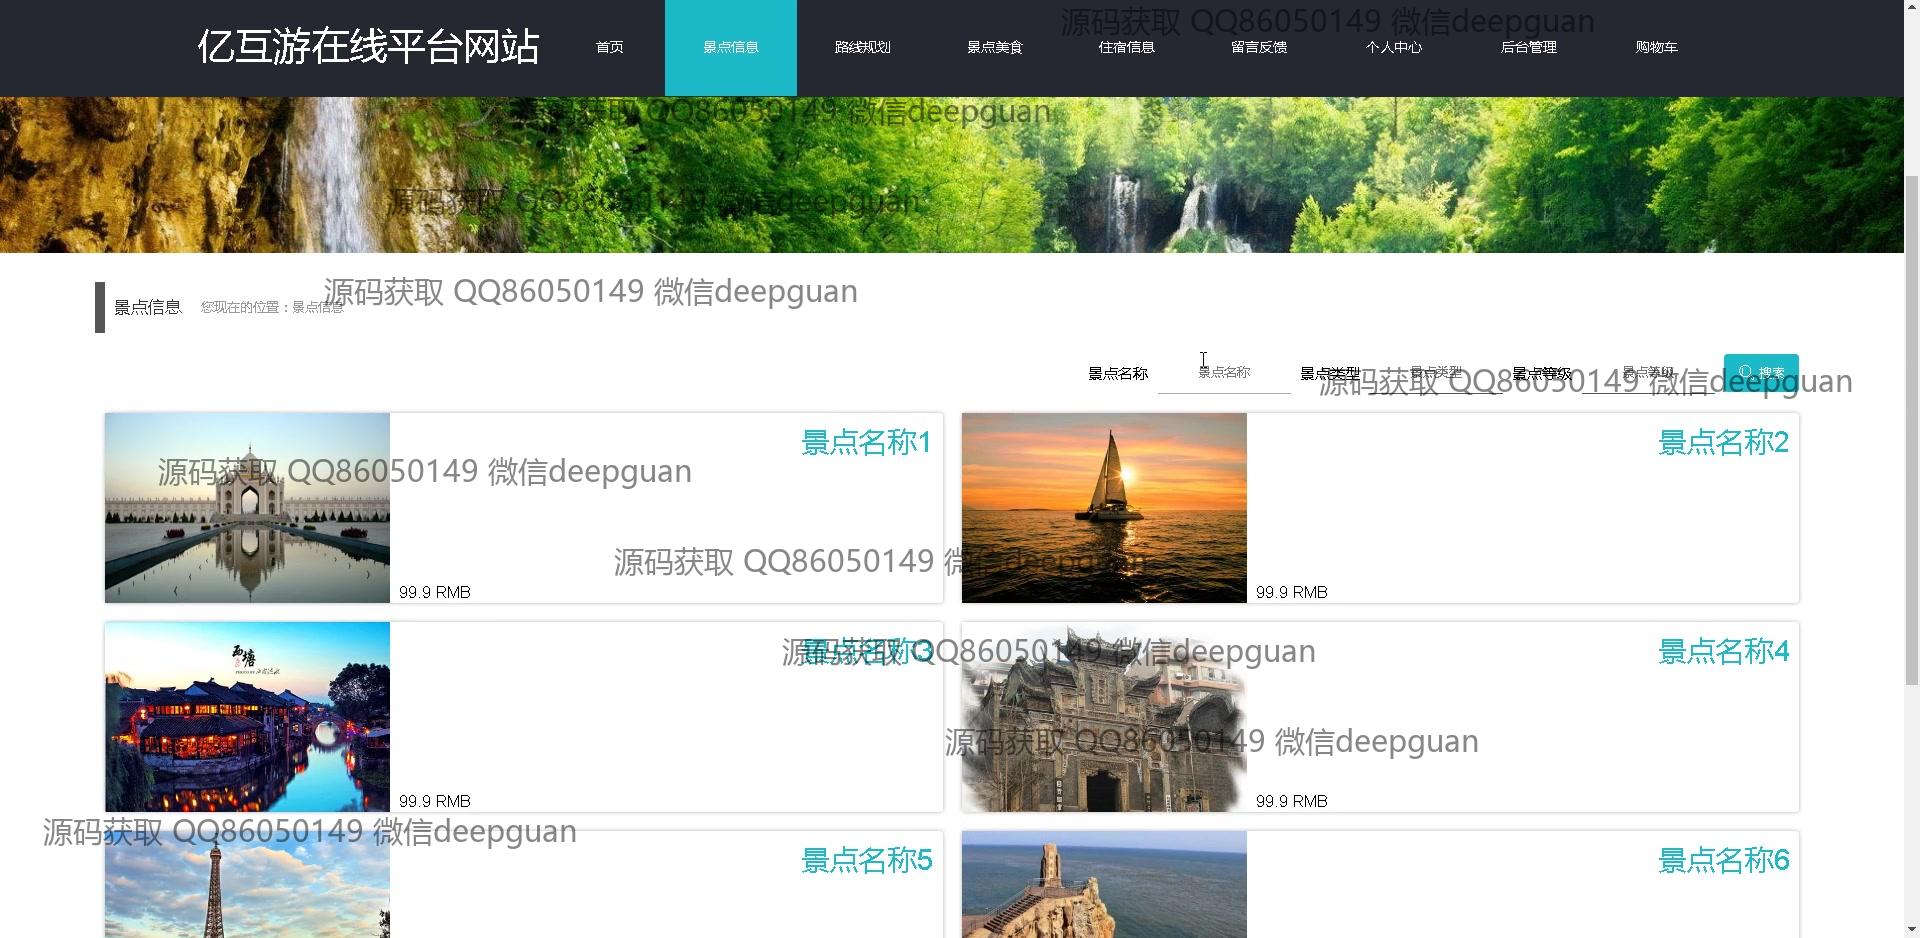 亿互游在线平台网站
首页 景点信息 路线规划 景点美食 住宿信息 留言反馈 个人中心 后台管理 购物车
源码获取 QQ86050149 微信deepguan
源码获取 QQ86050149 微信deepguan
源码获取 QQ86050149 微信deepguan
源码获取 QQ86050149 微信deepguan
景点信息 您现在的位置：景点信息
景点名称 景点名称 景点类型 景点类型 景点等级 景点等级 搜索
源码获取 QQ86050149 微信deepguan
景点名称1 景点名称2
源码获取 QQ86050149 微信deepguan
源码获取 QQ86050149 微信deepguan
99.9 RMB 99.9 RMB
西塘
景点名称3 景点名称4
源码获取 QQ86050149 微信deepguan
源码获取 QQ86050149 微信deepguan
99.9 RMB 99.9 RMB
源码获取 QQ86050149 微信deepguan
景点名称5 景点名称6